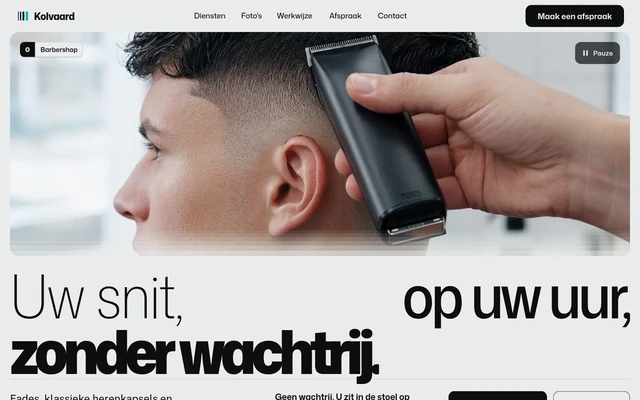 Kolvaard
Diensten Foto's Werkwijze Afspraak Contact
Maak een afspraak
0 Barbershop
Pauze
Uw snit, op uw uur,
zonder wachtrij.
Fades, klassieke herenkapsels en
Geen wachtrij. U zit in de stoel op